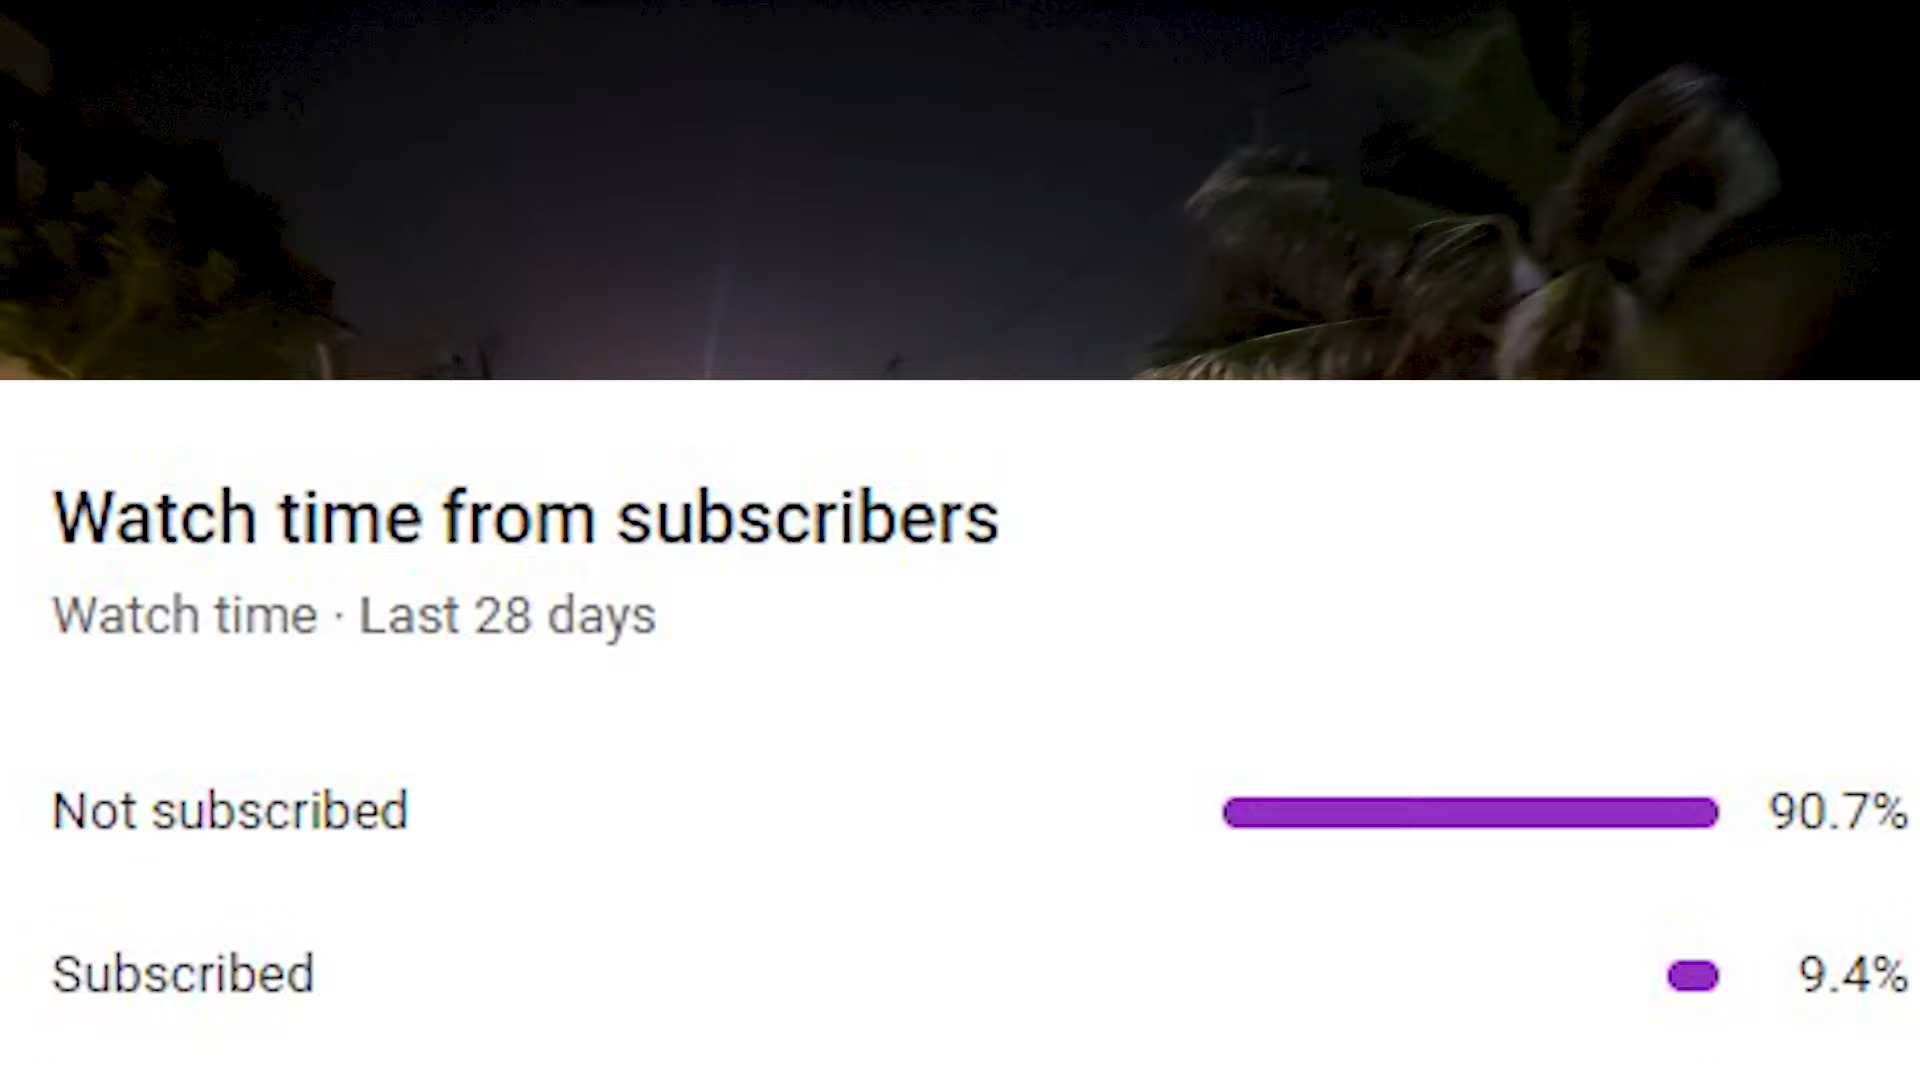 Watch time from subscribers
Watch time · Last 28 days
Not subscribed 90.7%
Subscribed 9.4%